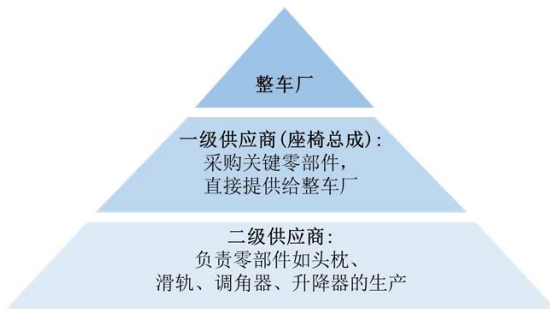 整车厂
一级供应商(座椅总成):
采购关键零部件，
直接提供给整车厂
二级供应商:
负责零部件如头枕、
滑轨、调角器、升降器的生产